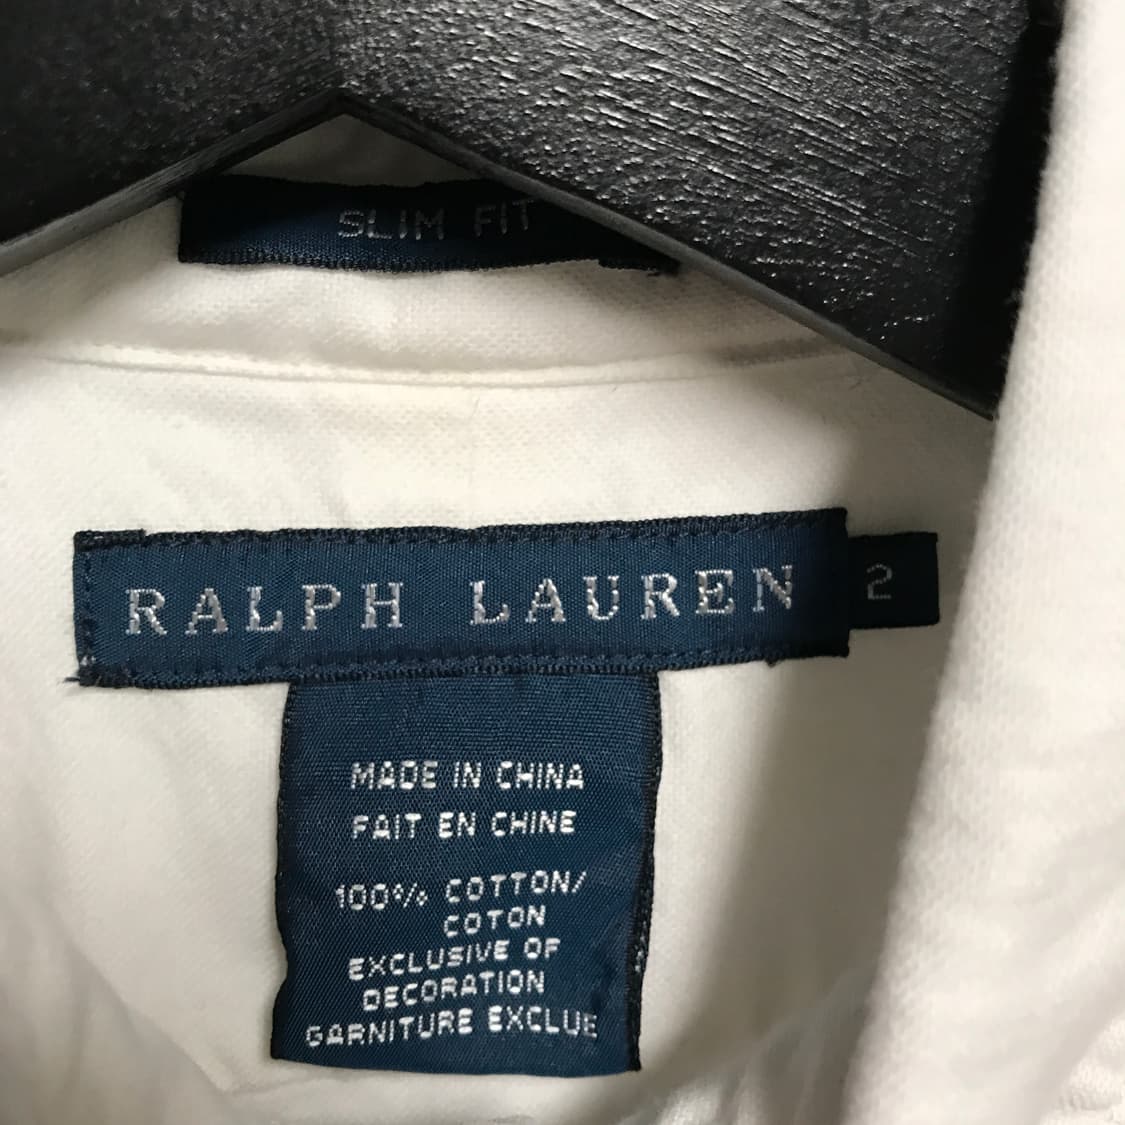 SLIM FIT
RALPH LAUREN 2
MADE IN CHINA
FAIT EN CHINE
100% COTTON/
COTON
EXCLUSIVE OF
DECORATION
GARNITURE EXCLUE